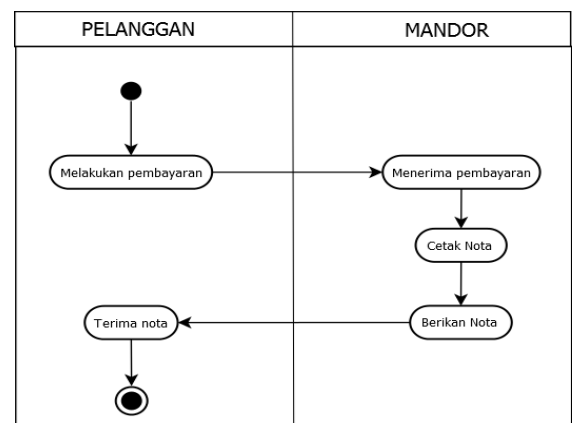 PELANGGAN
MANDOR
Melakukan pembayaran
Menerima pembayaran
Cetak Nota
Berikan Nota
Terima nota